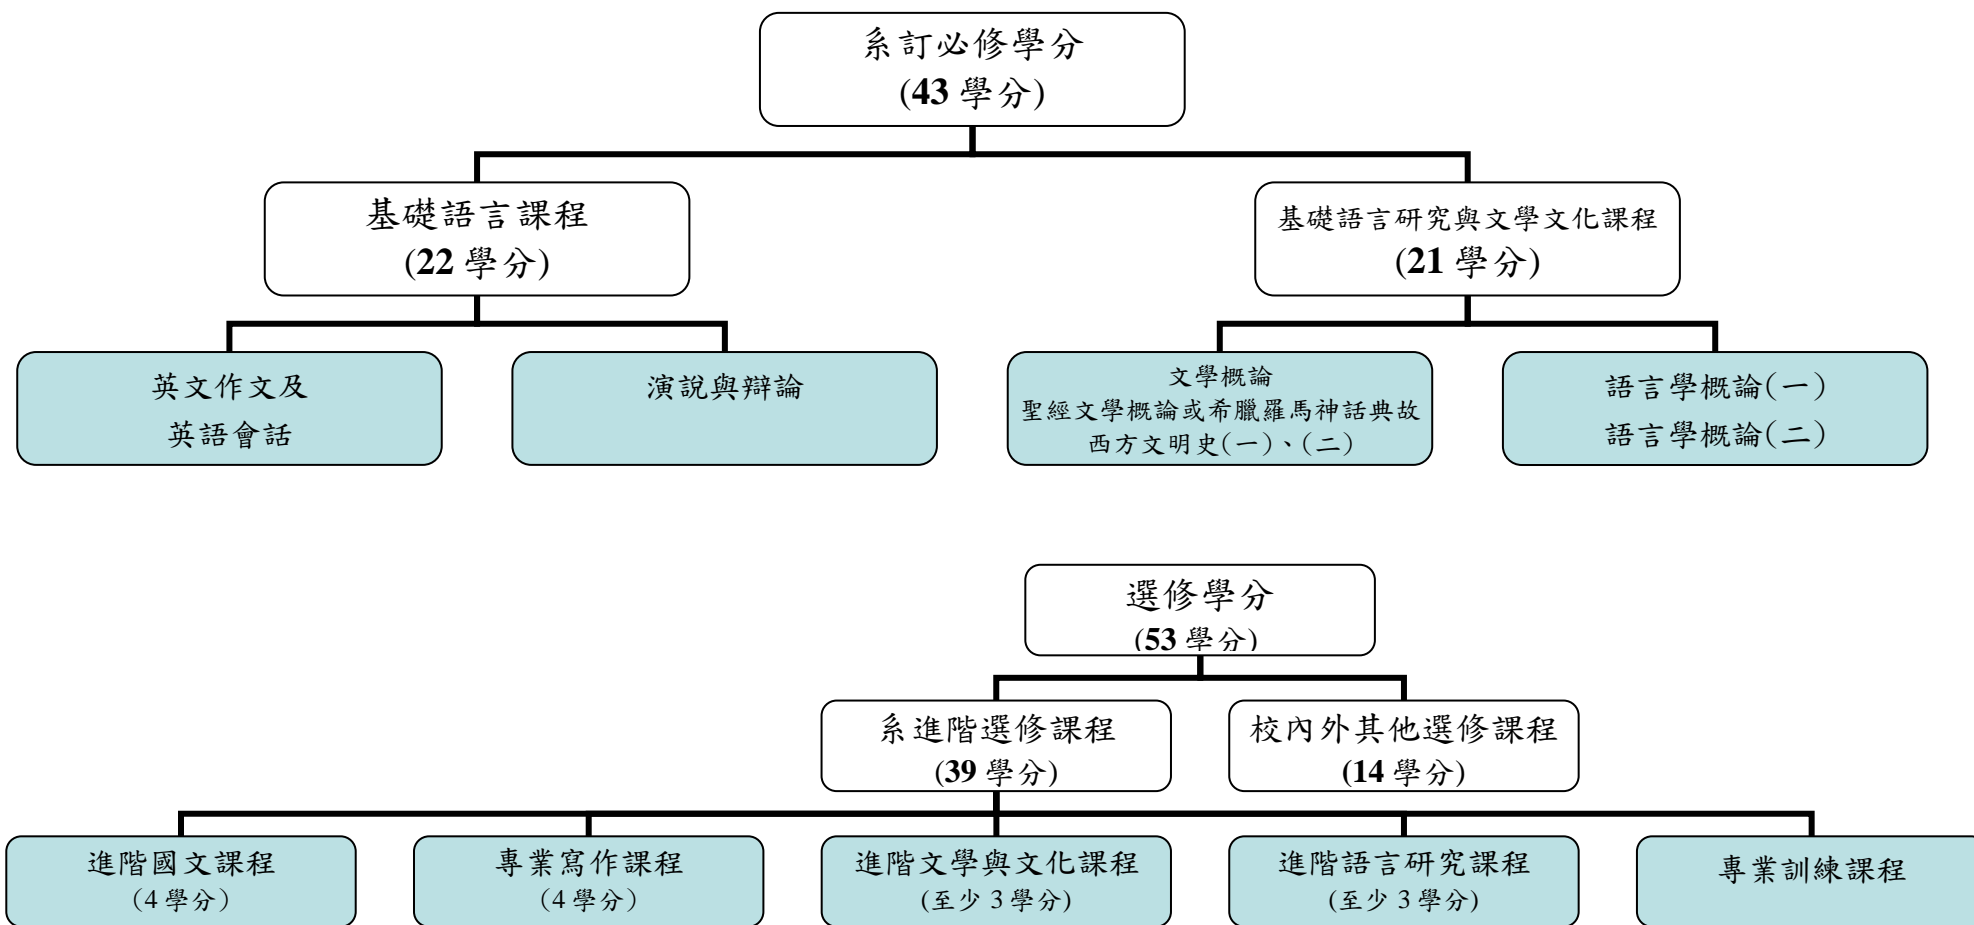 系訂必修學分
(43 學分)
基礎語言課程
(22 學分)
基礎語言研究與文學文化課程
(21 學分)
英文作文及
英語會話
演說與辯論
文學概論
聖經文學概論或希臘羅馬神話典故
西方文明史(一)、(二)
語言學概論(一)
語言學概論(二)
選修學分
(53 學分)
系進階選修課程
(39 學分)
校內外其他選修課程
(14 學分)
進階國文課程
(4 學分)
專業寫作課程
(4 學分)
進階文學與文化課程
(至少 3 學分)
進階語言研究課程
(至少 3 學分)
專業訓練課程